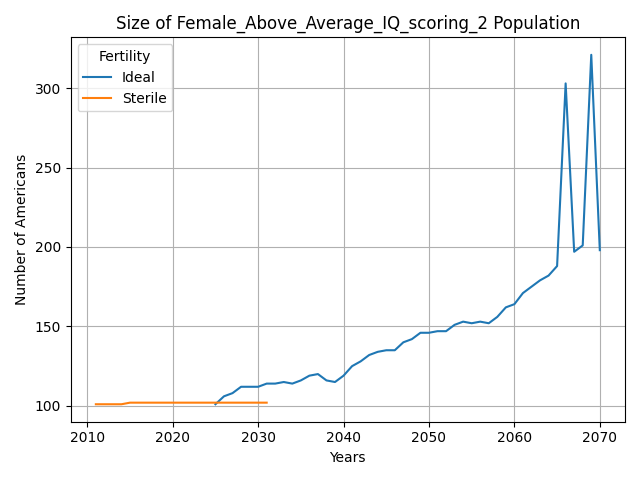 Size of Female_Above_Average_IQ_scoring_2 Population
Fertility
Ideal
Sterile
Number of Americans
300
250
200
150
100
2010 2020 2030 2040 2050 2060 2070
Years